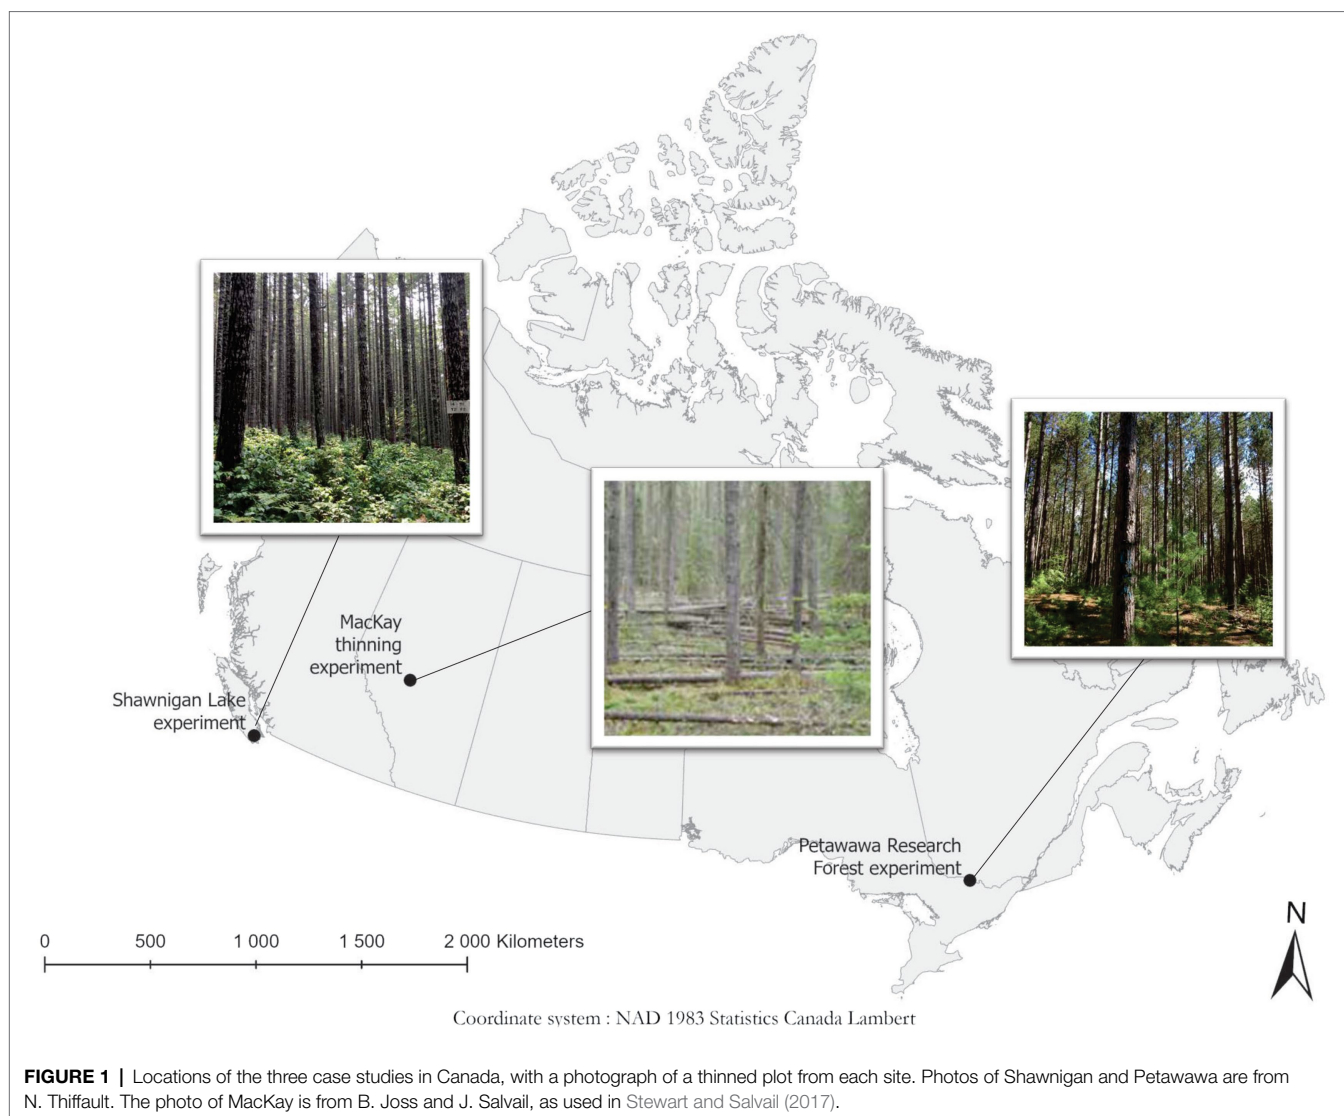 MacKay
thinning
experiment
Shawnigan Lake
experiment
Petawawa Research
Forest experiment
N
0 500 1 000 1 500 2 000 Kilometers
Coordinate system : NAD 1983 Statistics Canada Lambert
FIGURE 1 | Locations of the three case studies in Canada, with a photograph of a thinned plot from each site. Photos of Shawnigan and Petawawa are from
N. Thiffault. The photo of MacKay is from B. Joss and J. Salvail, as used in Stewart and Salvail (2017).